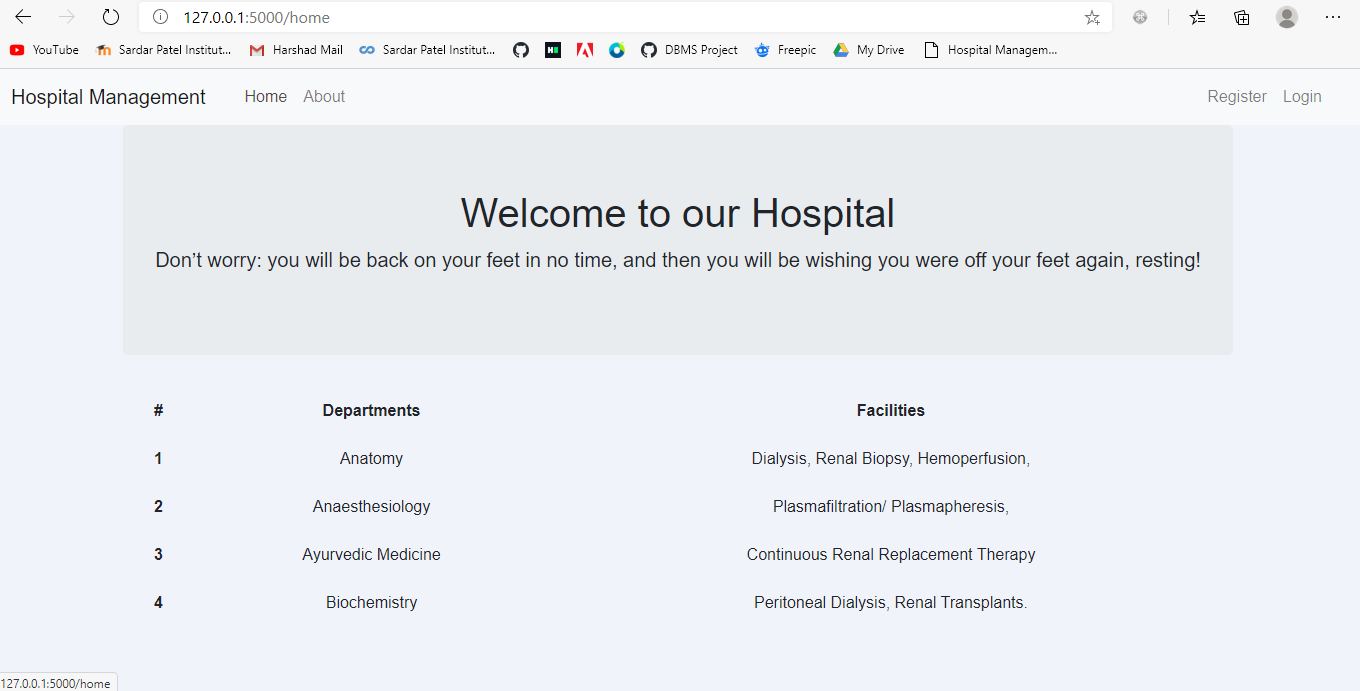 127.0.0.1:5000/home
YouTube Sardar Patel Institut... Harshad Mail Sardar Patel Institut... DBMS Project Freepic My Drive Hospital Managem...
Hospital Management Home About Register Login
Welcome to our Hospital
Don’t worry: you will be back on your feet in no time, and then you will be wishing you were off your feet again, resting!
# Departments Facilities
1 Anatomy Dialysis, Renal Biopsy, Hemoperfusion,
2 Anaesthesiology Plasmafiltration/ Plasmapheresis,
3 Ayurvedic Medicine Continuous Renal Replacement Therapy
4 Biochemistry Peritoneal Dialysis, Renal Transplants.
127.0.0.1:5000/home